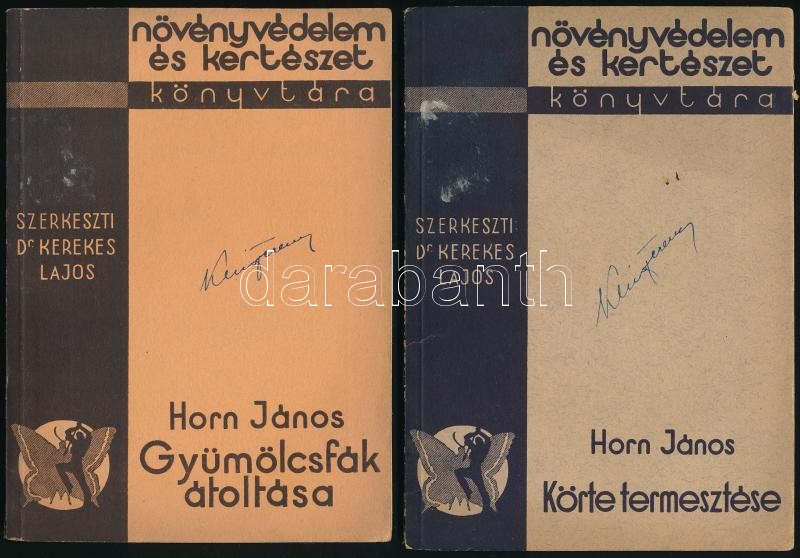 növényvédelem
és kertészet
könyvtára
SZERKESZTI
Dr KEREKES
LAJOS
Horn János
Gyümölcsfák
átoltása
növényvédelem
és kertészet
könyvtára
SZERKESZTI:
Dr KEREKES
LAJOS
Horn János
Körte termesztése
darabanth